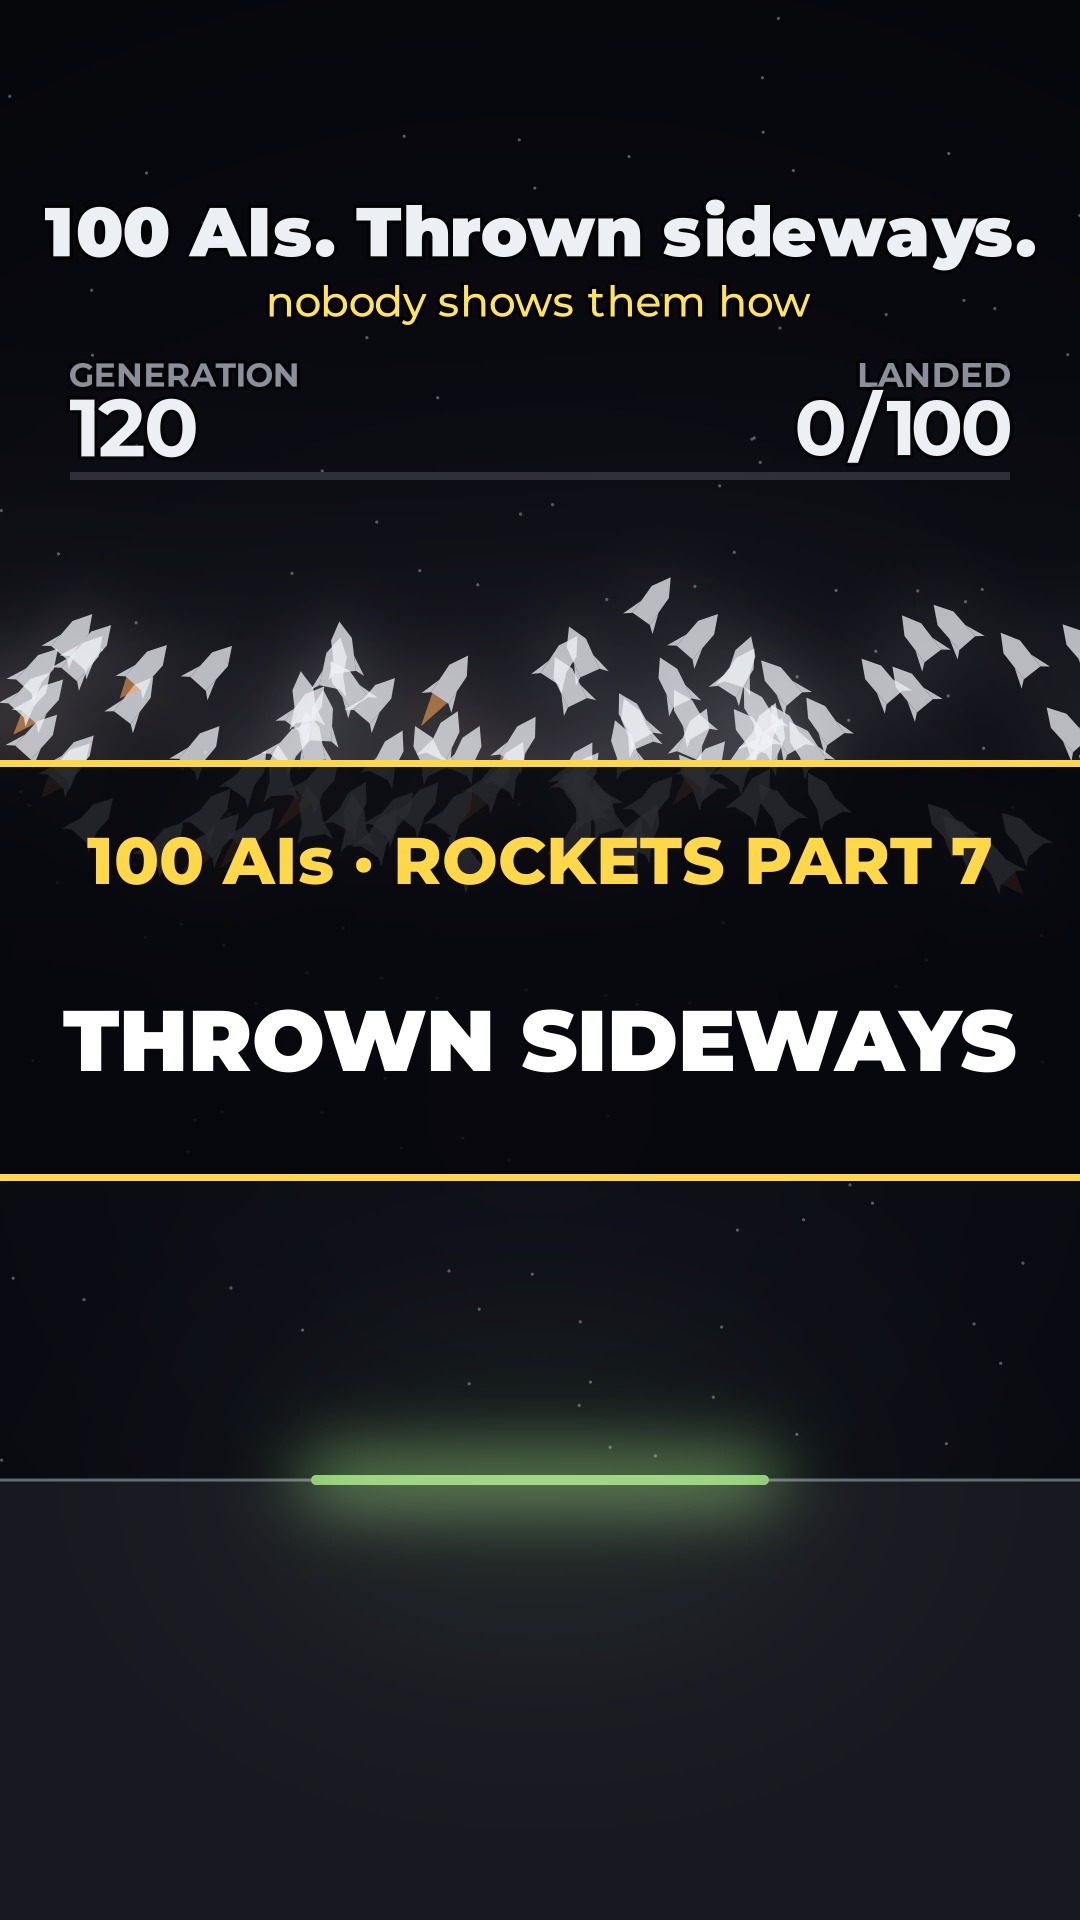 100 AIs. Thrown sideways.
nobody shows them how
GENERATION
120
LANDED
0/100
100 AIs • ROCKETS PART 7
THROWN SIDEWAYS